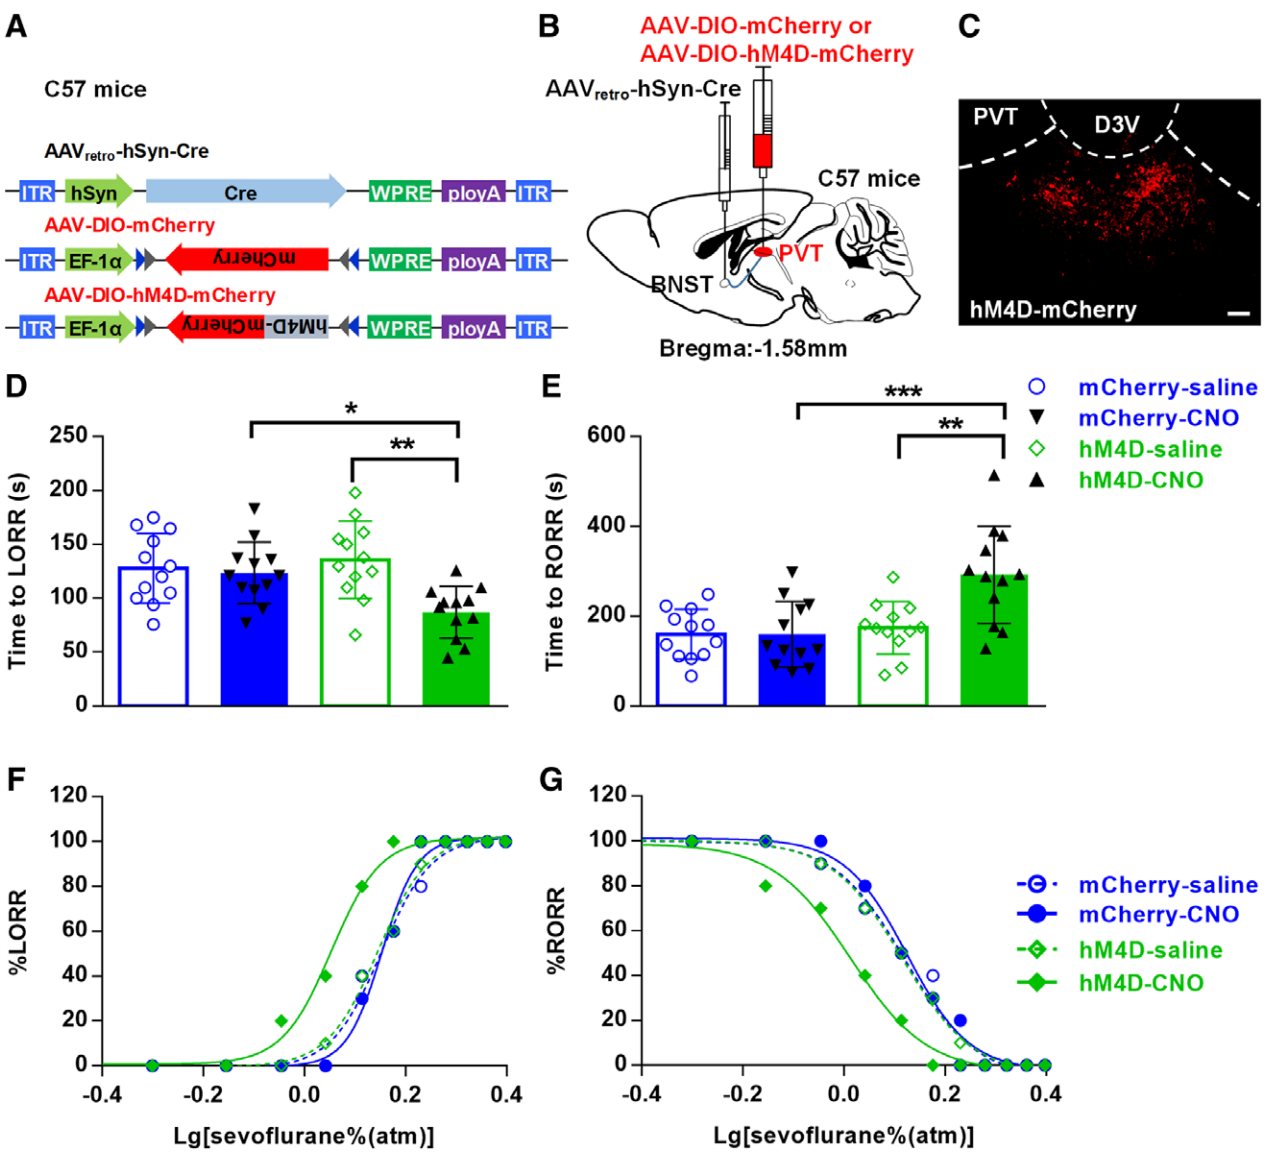 A
C57 mice
AAVretro-hSyn-Cre
ITR hSyn Cre WPRE ployA ITR
AAV-DIO-mCherry
ITR EF-1α mCherry WPRE ployA ITR
AAV-DIO-hM4D-mCherry
ITR EF-1α hM4D-mCherry WPRE ployA ITR
B
AAV-DIO-mCherry or
AAV-DIO-hM4D-mCherry
AAVretro-hSyn-Cre
C57 mice
PVT
BNST
Bregma:-1.58mm
C
PVT
D3V
hM4D-mCherry
D
Time to LORR (s)
250
200
150
100
50
0
*
**
E
Time to RORR (s)
600
400
200
0
***
**
mCherry-saline
mCherry-CNO
hM4D-saline
hM4D-CNO
F
%LORR
120
100
80
60
40
20
0
-0.4 -0.2 0.0 0.2 0.4
Lg[sevoflurane%(atm)]
G
%RORR
120
100
80
60
40
20
0
-0.4 -0.2 0.0 0.2 0.4
Lg[sevoflurane%(atm)]
mCherry-saline
mCherry-CNO
hM4D-saline
hM4D-CNO